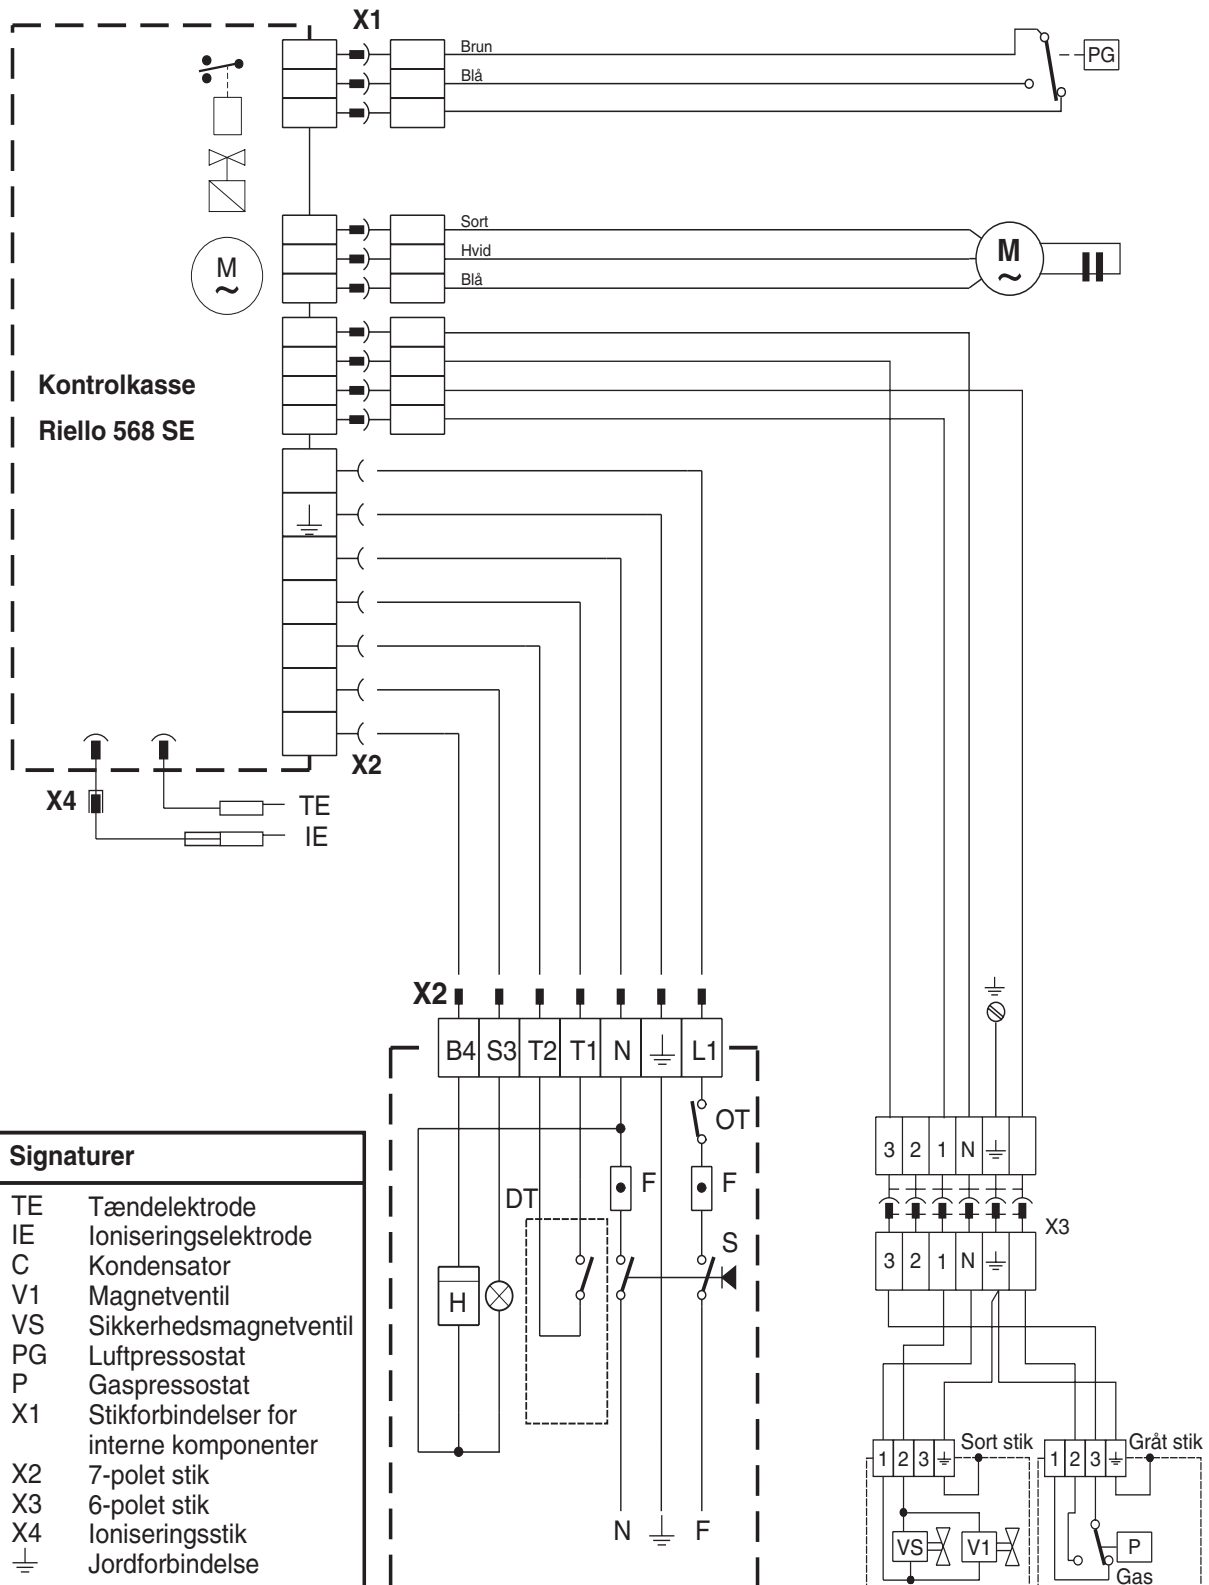 X1
Brun
PG
Blå
Sort
Hvid
M
~
M
~
Blå
Kontrolkasse
Riello 568 SE
X2
X4
TE
IE
X2
B4 S3 T2 T1 N L1
OT
3 2 1 N
F F
DT
X3
S
3 2 1 N
H
Signaturer
TE Tændelektrode
IE Ioniseringselektrode
C Kondensator
V1 Magnetventil
VS Sikkerhedsmagnetventil
PG Luftpressostat
P Gaspressostat
X1 Stikforbindelser for
interne komponenter
X2 7-polet stik
X3 6-polet stik
X4 Ioniseringsstik
Jordforbindelse
N F
Sort stik
Gråt stik
1 2 3
1 2 3
VS V1
P
Gas